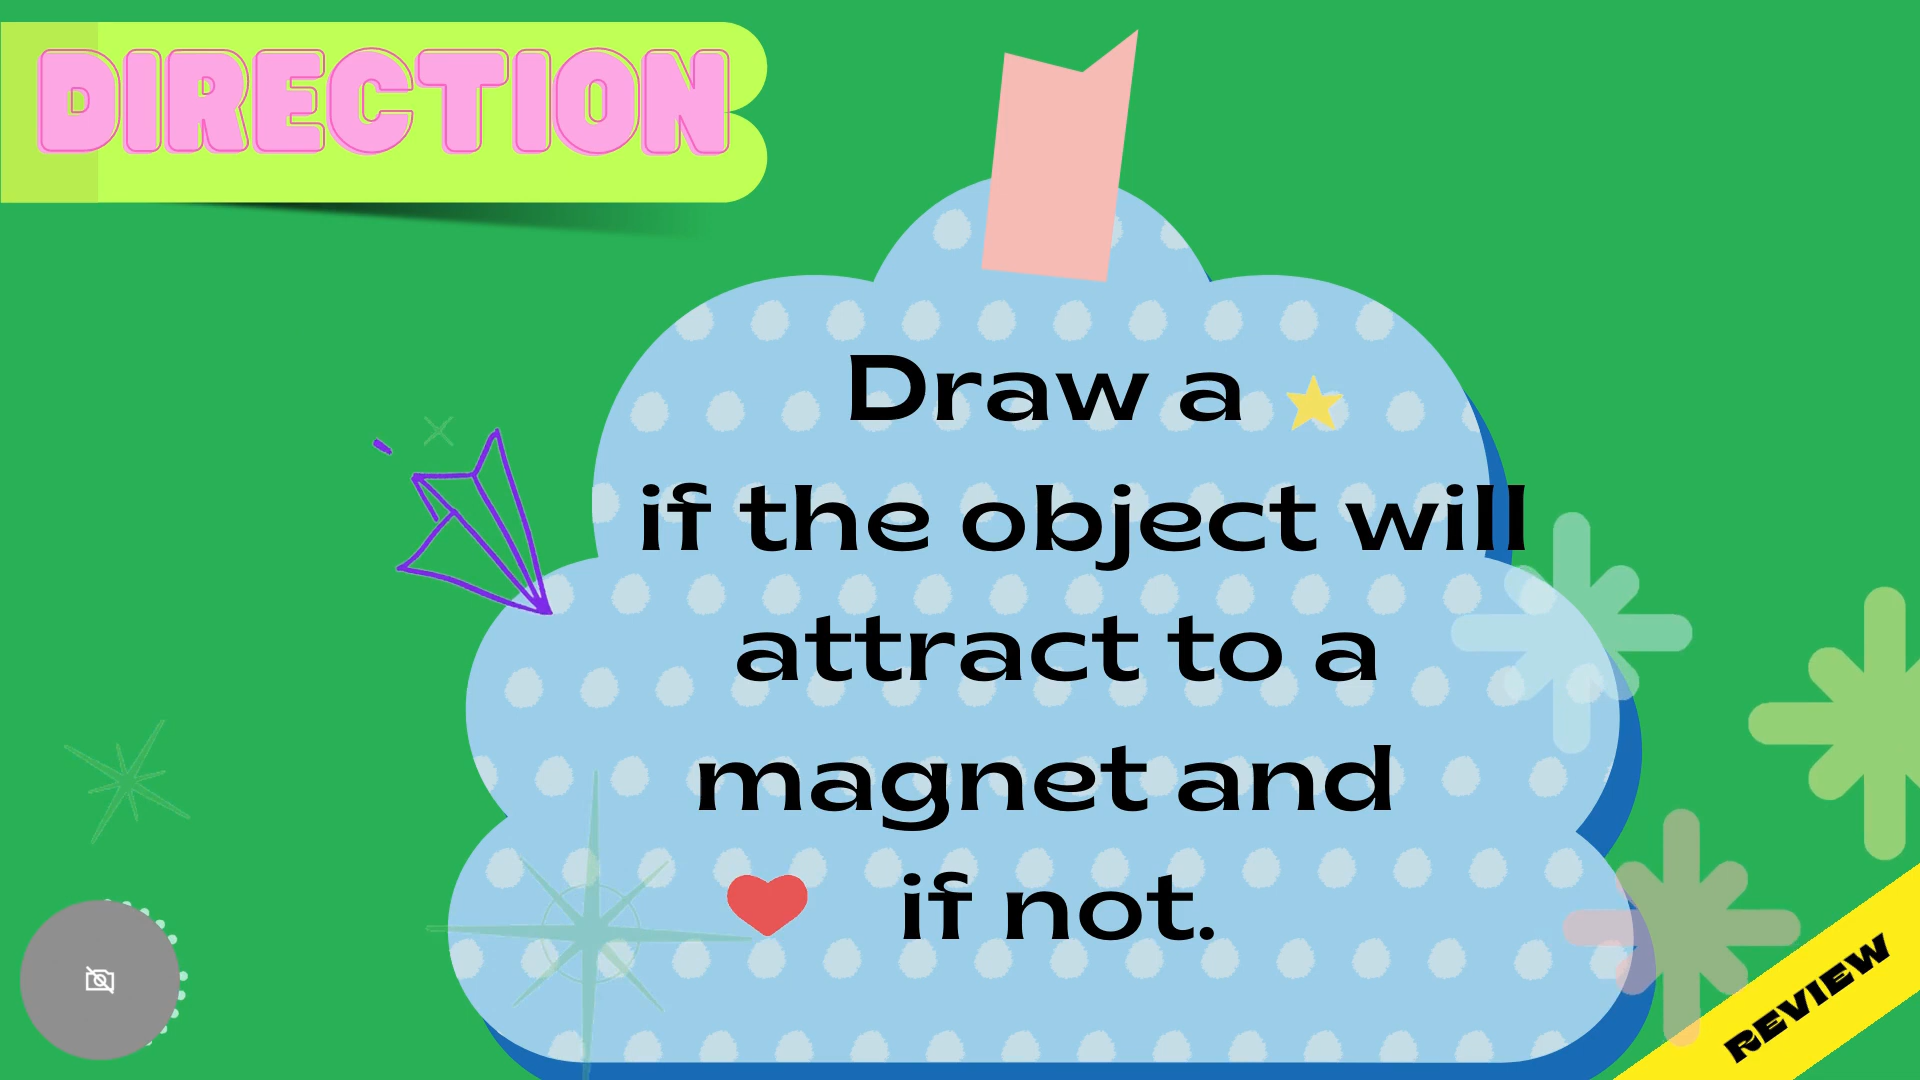 DIRECTION
Draw a
if the object will
attract to a
magnet and
if not.
REVIEW